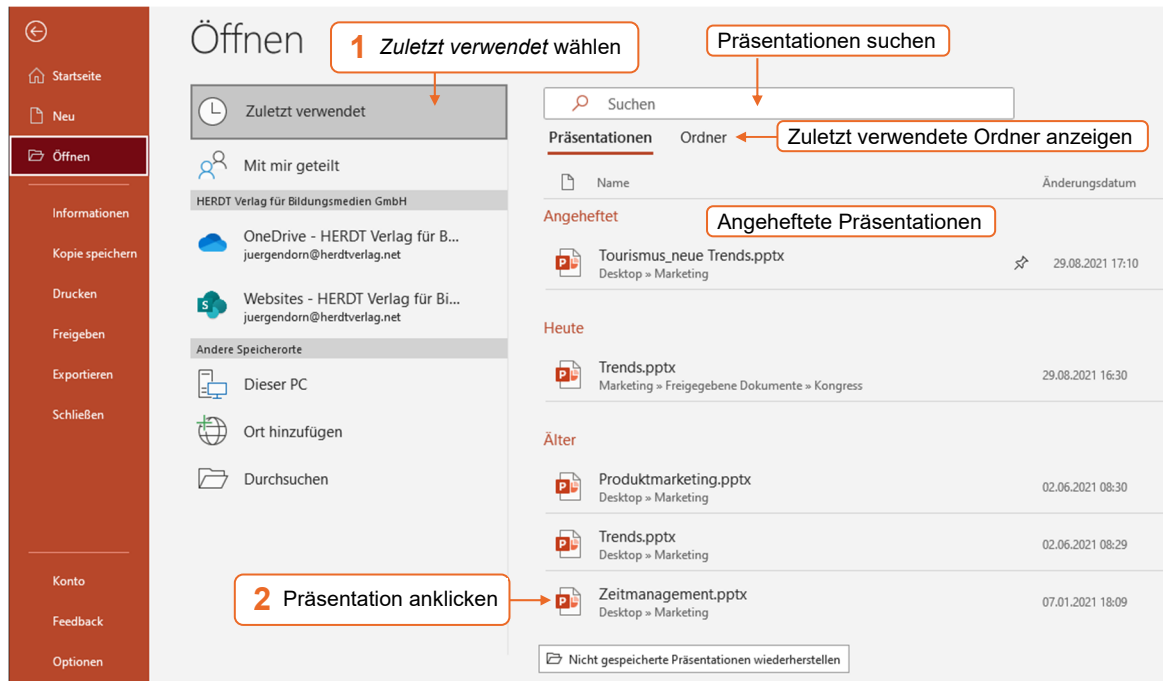 Öffnen
1 Zuletzt verwendet wählen
Präsentationen suchen
Startseite
Neu
Öffnen
Informationen
Kopie speichern
Drucken
Freigeben
Exportieren
Schließen
Konto
Feedback
Optionen
Zuletzt verwendet
Mit mir geteilt
HERDT Verlag für Bildungsmedien GmbH
OneDrive - HERDT Verlag für B...
juergendorn@herdtverlag.net
Websites - HERDT Verlag für Bi...
juergendorn@herdtverlag.net
Andere Speicherorte
Dieser PC
Ort hinzufügen
Durchsuchen
2 Präsentation anklicken
Suchen
Präsentationen Ordner Zuletzt verwendete Ordner anzeigen
Name Änderungsdatum
Angeheftet Angeheftete Präsentationen
Tourismus_neue Trends.pptx
Desktop » Marketing
29.08.2021 17:10
Heute
Trends.pptx
Marketing » Freigegebene Dokumente » Kongress
29.08.2021 16:30
Älter
Produktmarketing.pptx
Desktop » Marketing
02.06.2021 08:30
Trends.pptx
Desktop » Marketing
02.06.2021 08:29
Zeitmanagement.pptx
Desktop » Marketing
07.01.2021 18:09
Nicht gespeicherte Präsentationen wiederherstellen